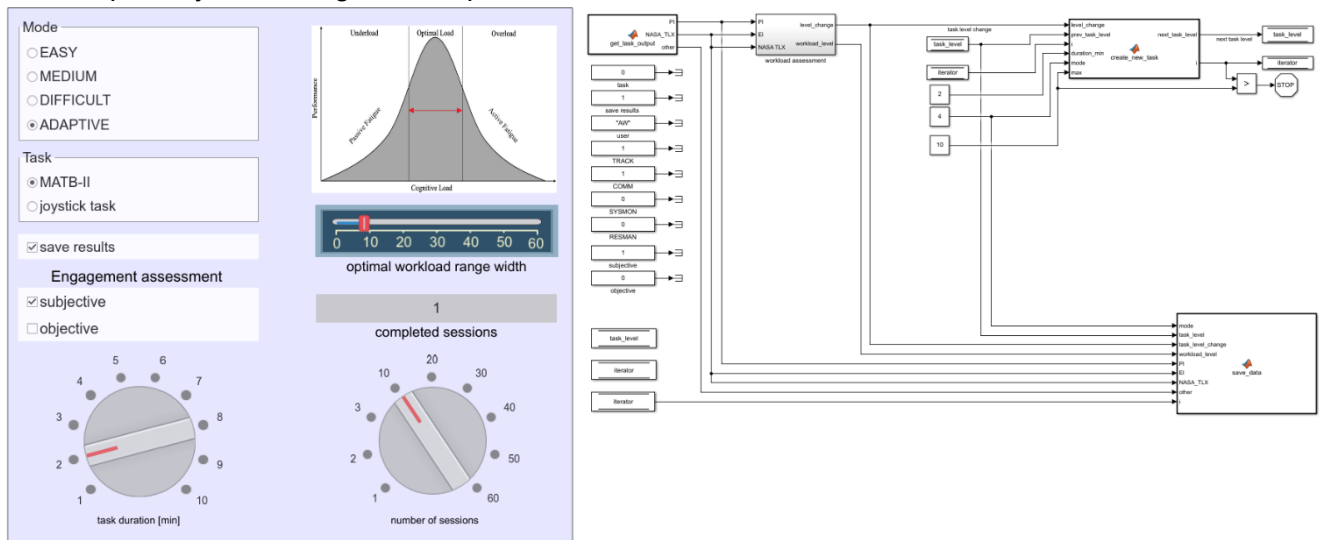 Mode
EASY
MEDIUM
DIFFICULT
ADAPTIVE
Task
MATB-II
joystick task
save results
Engagement assessment
subjective
objective
1
2
3
4
5
6
7
8
9
10
task duration [min]
Underload
Optimal Load
Overload
Performance
Passive Fatigue
Active Fatigue
Cognitive Load
0 10 20 30 40 50 60
optimal workload range width
1
completed sessions
1
2
3
10
20
30
40
50
60
number of sessions
get_task_output
PI
NASA_TLX
other
PI
EI
NASA TLX
level_change
workload_level
workload assessment
0
task
1
save results
"AW"
user
1
TRACK
1
COMM
0
SYSMON
0
RESMAN
1
subjective
0
objective
task_level
iterator
iterator
task level change
task_level
iterator
2
4
10
level_change
prev_task_level
i
duration_min
mode
max
create_new_task
next_task_level
i
next task level
task_level
iterator
>
STOP
mode
task_level
task_level_change
workload_level
PI
EI
NASA_TLX
other
i
save_data